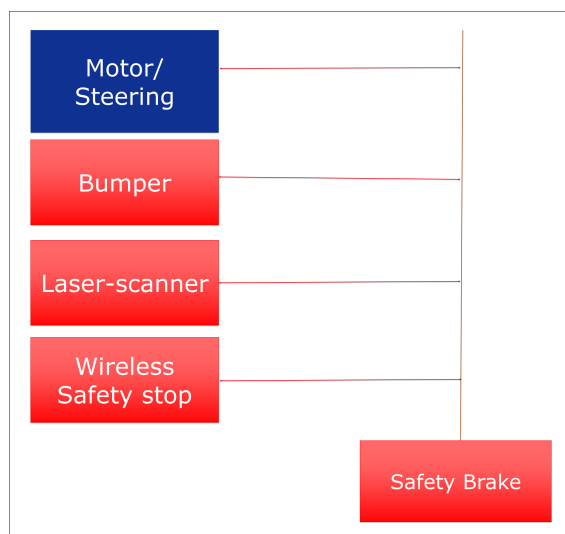 Motor/
Steering
Bumper
Laser-scanner
Wireless
Safety stop
Safety Brake